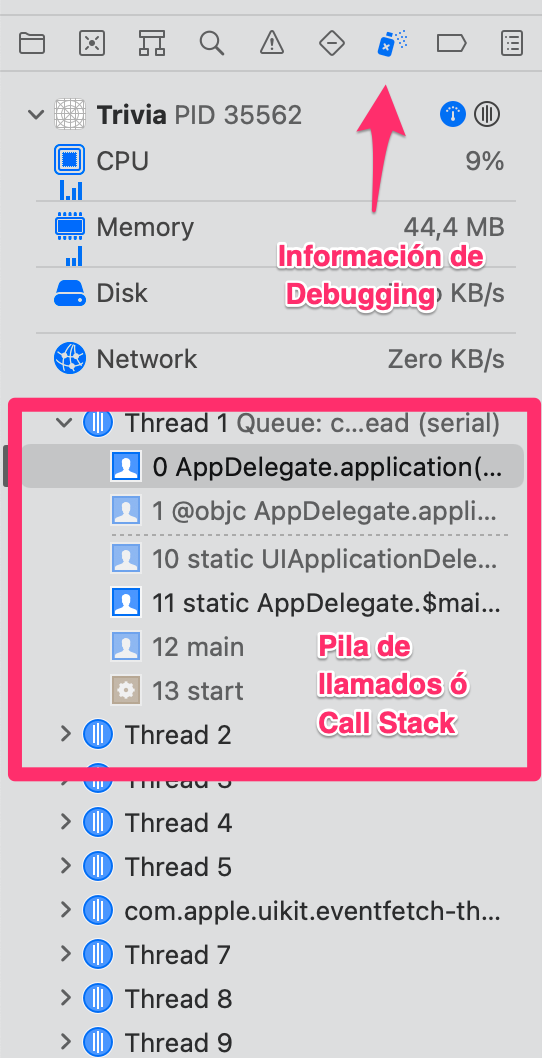 Trivia PID 35562
CPU 9%
Memory 44,4 MB
Información de
Debugging
Disk KB/s
Network Zero KB/s
Thread 1 Queue: c...ead (serial)
0 AppDelegate.application(...
1 @objc AppDelegate.appli...
10 static UIApplicationDele...
11 static AppDelegate.$mai...
12 main
13 start
Pila de
llamados ó
Call Stack
Thread 2
Thread 3
Thread 4
Thread 5
com.apple.uikit.eventfetch-th...
Thread 7
Thread 8
Thread 9